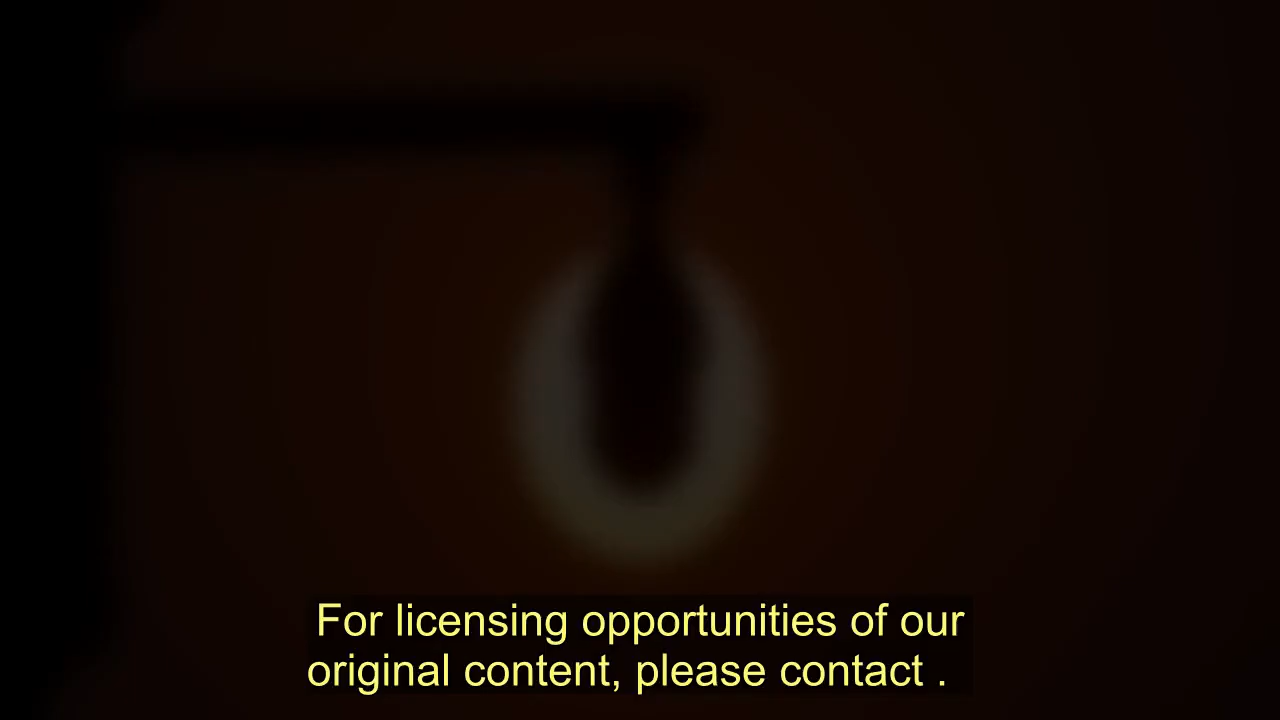 For licensing opportunities of our
original content, please contact .